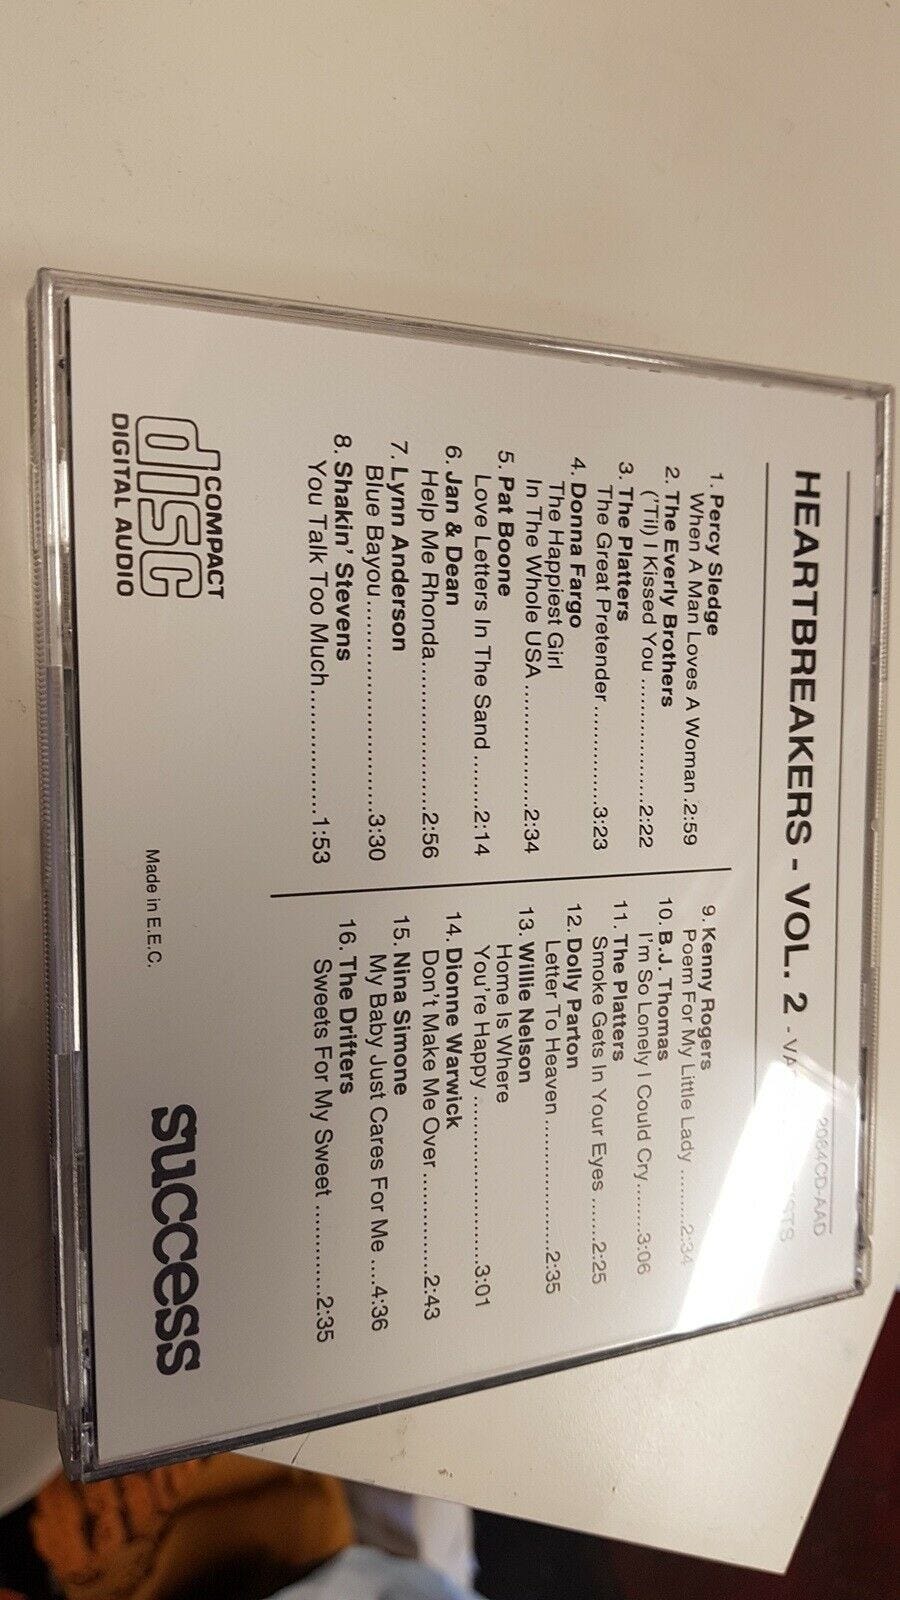 2064CD-AAD
HEARTBREAKERS - VOL. 2 -
1. Percy Sledge
When A Man Loves A Woman .2:59
2. The Everly Brothers
('Til) I Kissed You ..................2:22
3. The Platters
The Great Pretender ...............3:23
4. Donna Fargo
The Happiest Girl
In The Whole USA ................2:34
5. Pat Boone
Love Letters In The Sand ........2:14
6. Jan & Dean
Help Me Rhonda....................2:56
7. Lynn Anderson
Blue Bayou...........................3:30
8. Shakin' Stevens
You Talk Too Much................1:53
9. Kenny Rogers
Poem For My Little Lady .........2:34
10. B.J. Thomas
I'm So Lonely I Could Cry........3:06
11. The Platters
Smoke Gets In Your Eyes .......2:25
12. Dolly Parton
Letter To Heaven ..................2:35
13. Willie Nelson
Home Is Where
You're Happy ........................3:01
14. Dionne Warwick
Don't Make Me Over ..............2:43
15. Nina Simone
My Baby Just Cares For Me ....4:36
16. The Drifters
Sweets For My Sweet ............2:35
COMPACT
disc
DIGITAL AUDIO
Made in E.E.C.
success